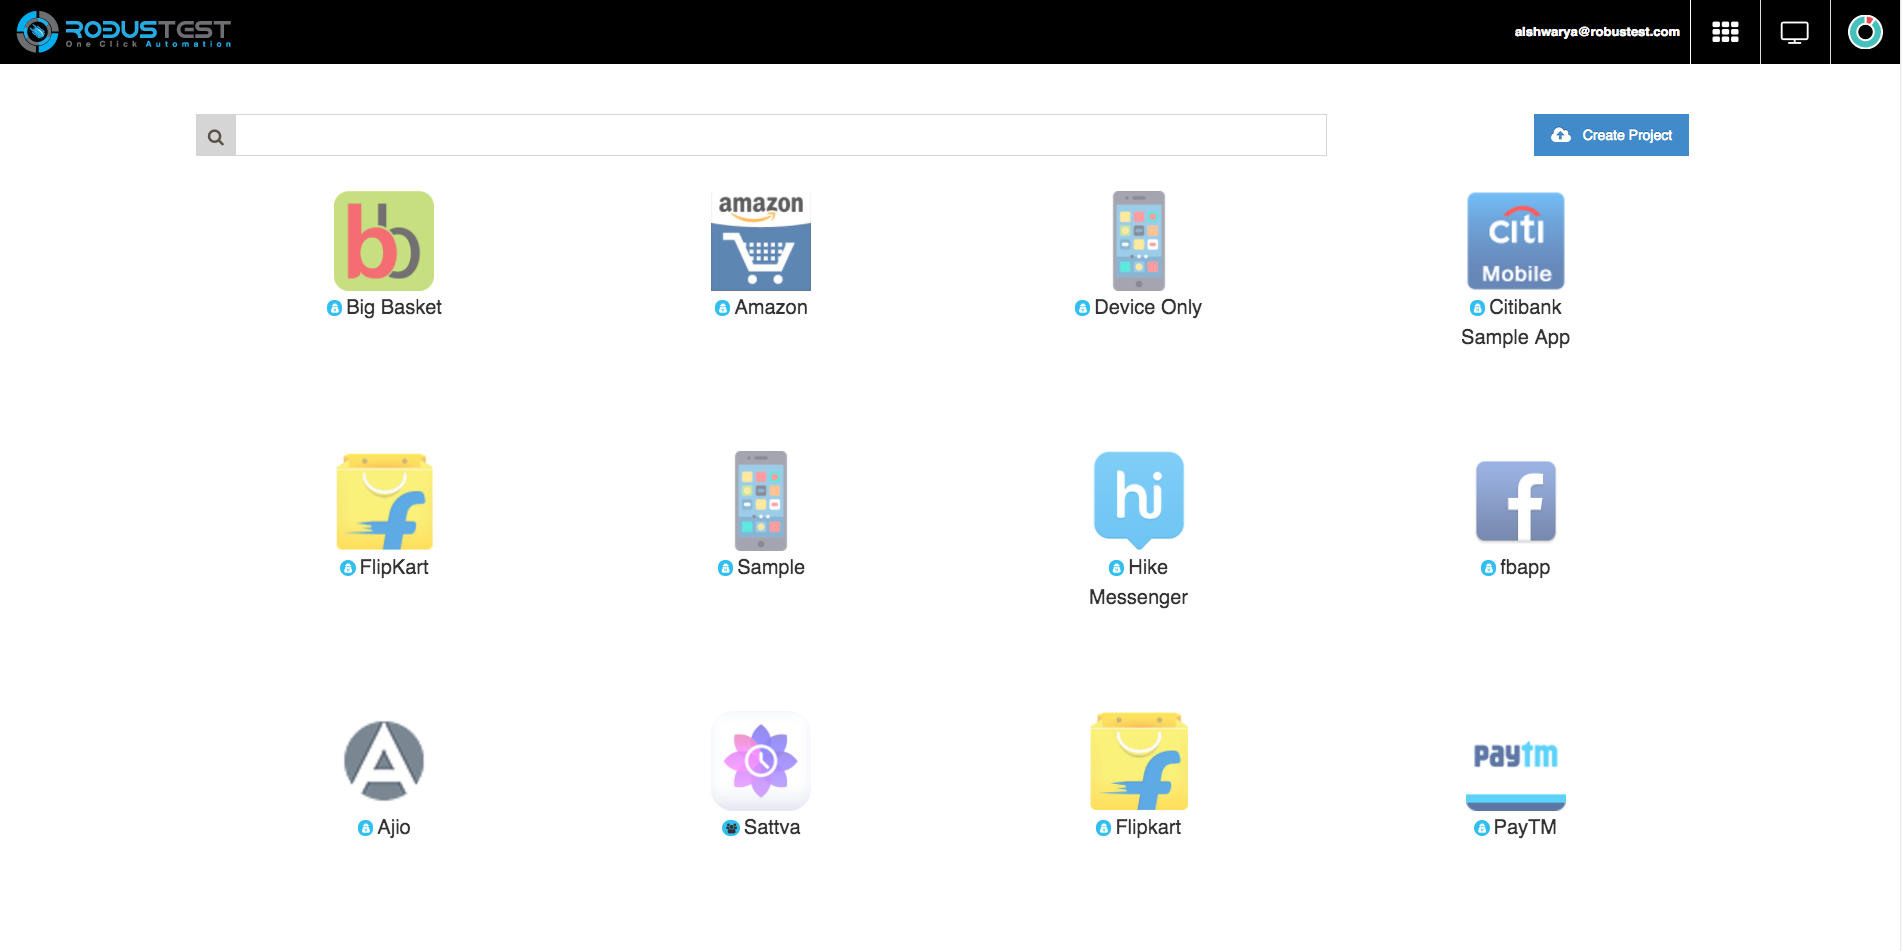 ROBUSTEST
One Click Automation
aishwarya@robustest.com
Create Project
bb
amazon
citi
Mobile
Big Basket
Amazon
Device Only
Citibank
Sample App
f
hi
f
FlipKart
Sample
Hike
Messenger
fbapp
A
f
paytm
Ajio
Sattva
Flipkart
PayTM